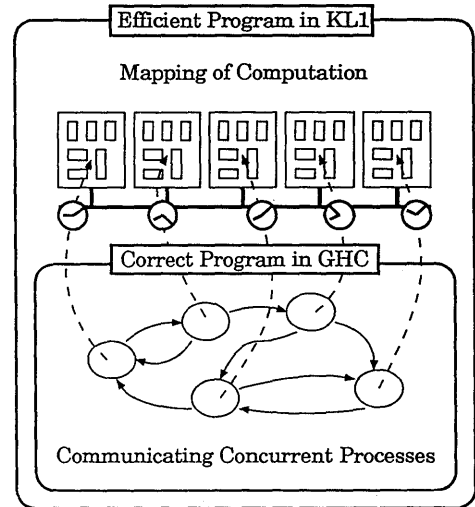 Efficient Program in KL1
Mapping of Computation
Correct Program in GHC
Communicating Concurrent Processes